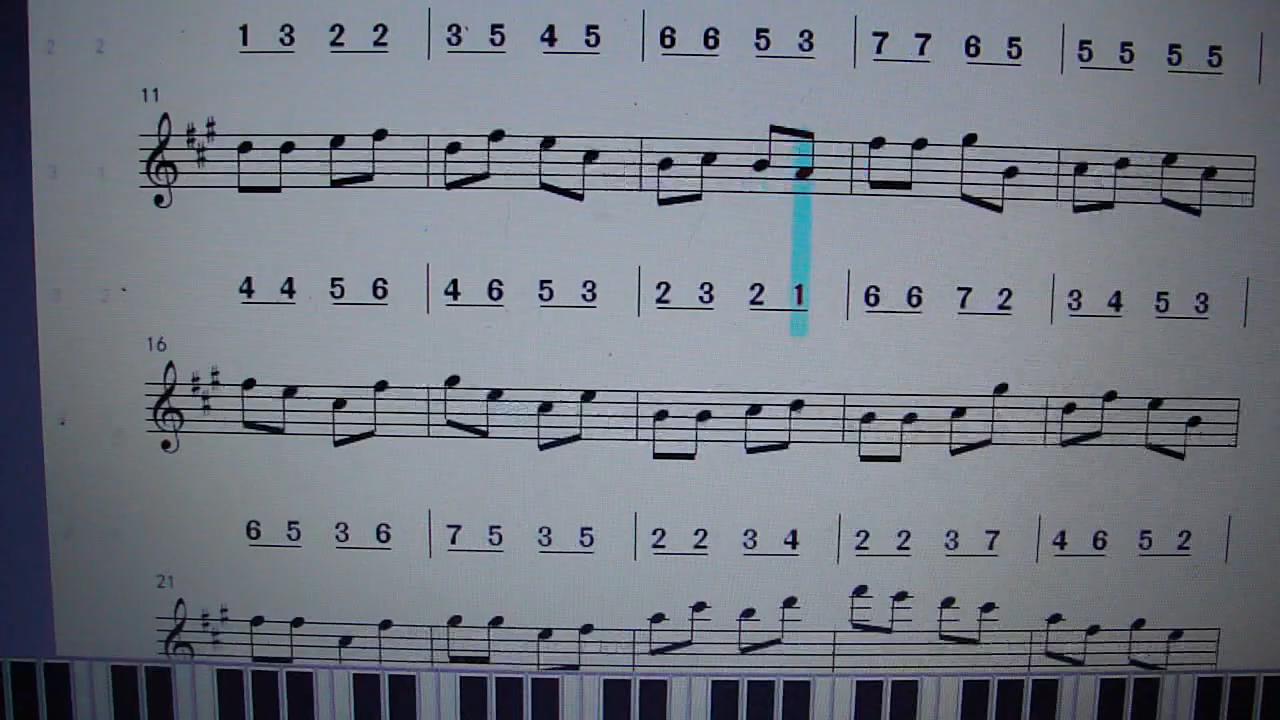 1 3 2 2 | 3 5 4 5 | 6 6 5 3 | 7 7 6 5 | 5 5 5 5 |
11
4 4 5 6 | 4 6 5 3 | 2 3 2 1 | 6 6 7 2 | 3 4 5 3 |
16
6 5 3 6 | 7 5 3 5 | 2 2 3 4 | 2 2 3 7 | 4 6 5 2 |
21